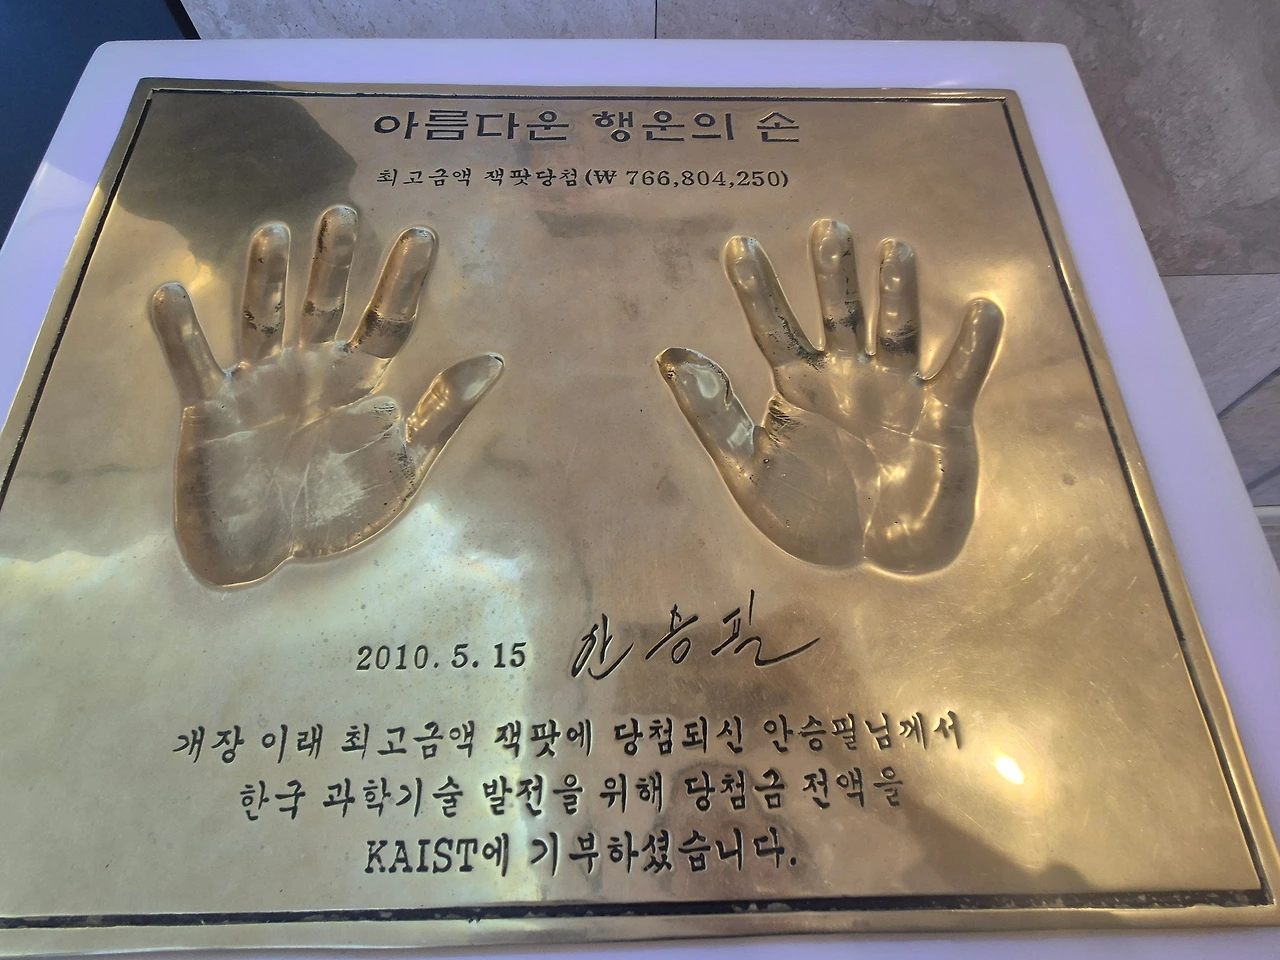 아름다운 행운의 손
최고금액 잭팟당첨(₩ 766,804,250)
2010. 5. 15 안승필
개장 이래 최고금액 잭팟에 당첨되신 안승필님께서
한국 과학기술 발전을 위해 당첨금 전액을
KAIST에 기부하셨습니다.